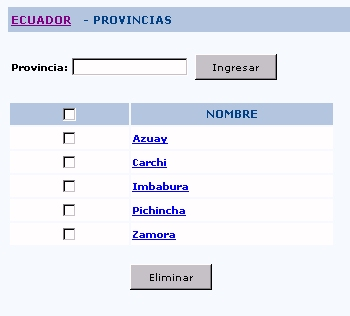 ECUADOR - PROVINCIAS
Provincia: Ingresar
NOMBRE
Azuay
Carchi
Imbabura
Pichincha
Zamora
Eliminar